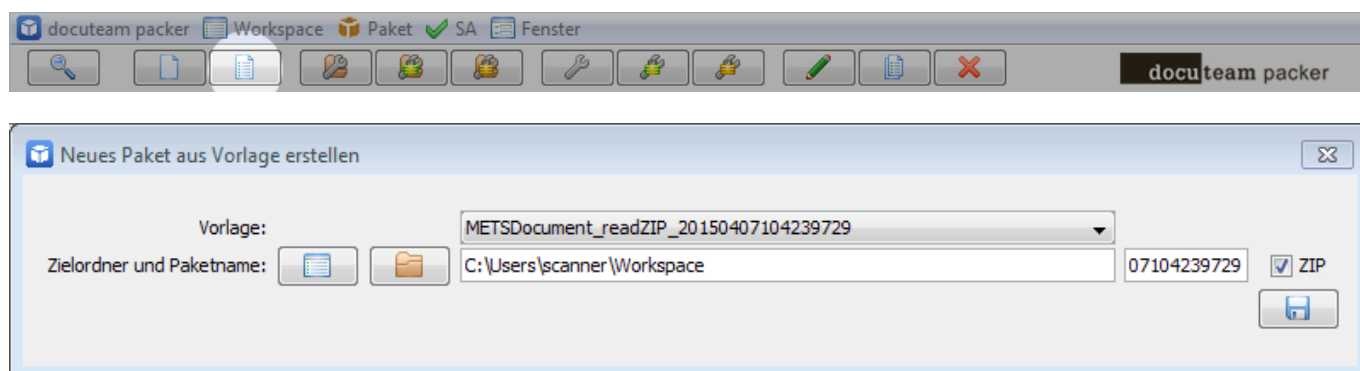 docuteam packer Workspace Paket SA Fenster
docuteam packer
Neues Paket aus Vorlage erstellen
Vorlage: METSDocument_readZIP_20150407104239729
Zielordner und Paketname: C:\Users\scanner\Workspace 07104239729 ZIP